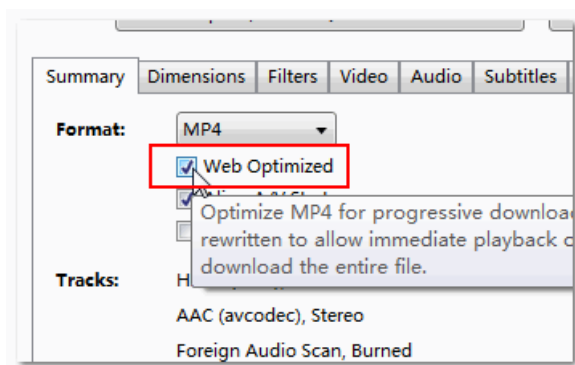 Summary Dimensions Filters Video Audio Subtitles
Format: MP4
Web Optimized
Optimize MP4 for progressive downloa
rewritten to allow immediate playback
download the entire file.
Tracks:
AAC (avcodec), Stereo
Foreign Audio Scan, Burned